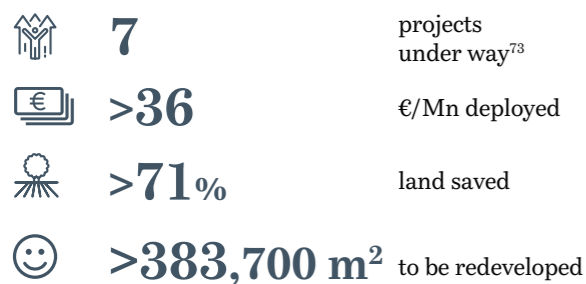 7 projects
under way73
€
>36 €/Mn deployed
>71% land saved
>383,700 m2 to be redeveloped